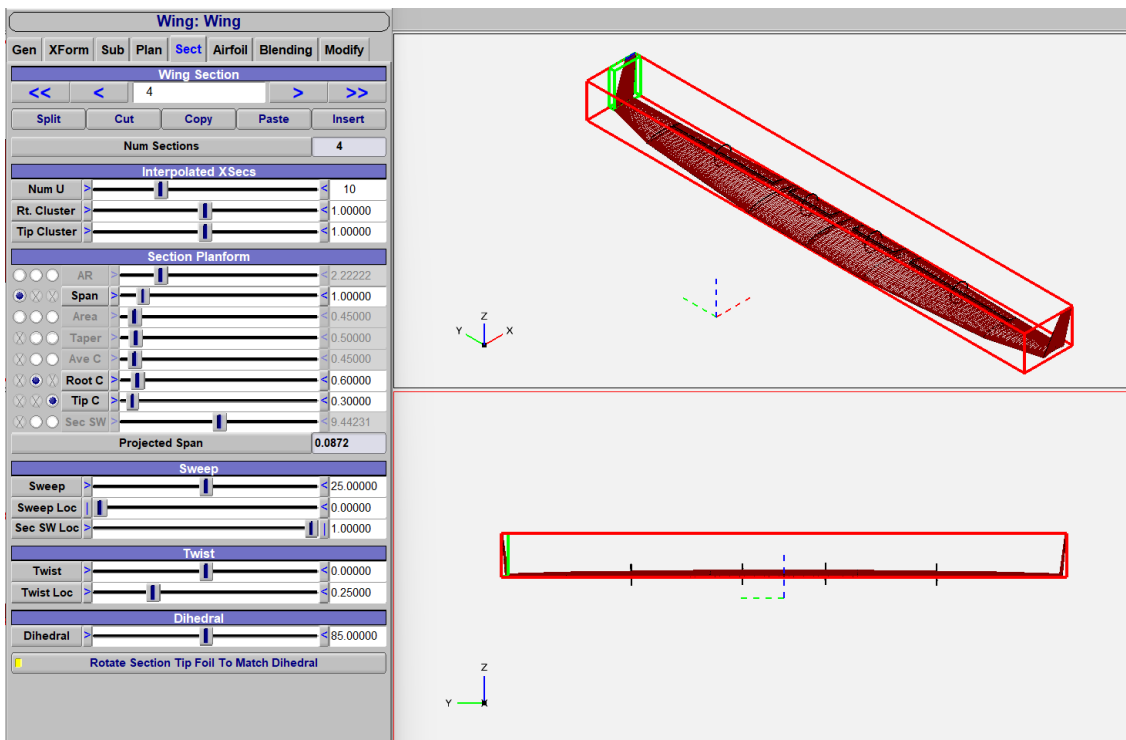 Wing: Wing
Gen XForm Sub Plan Sect Airfoil Blending Modify
Wing Section
<< < 4 > >>
Split Cut Copy Paste Insert
Num Sections 4
Interpolated XSecs
Num U > < 10
Rt. Cluster > < 1.00000
Tip Cluster > < 1.00000
Section Planform
AR > < 2.22222
X X Span > < 1.00000
Area > < 0.45000
X Taper > < 0.50000
X Ave C > < 0.45000
X X Root C > < 0.60000
X X Tip C > < 0.30000
X Sec SW > < 9.44231
Projected Span 0.0872
Sweep
Sweep > < 25.00000
Sweep Loc | < 0.00000
Sec SW Loc > | 1.00000
Twist
Twist > < 0.00000
Twist Loc > < 0.25000
Dihedral
Dihedral > < 85.00000
Rotate Section Tip Foil To Match Dihedral
Z
Y X
Z
Y